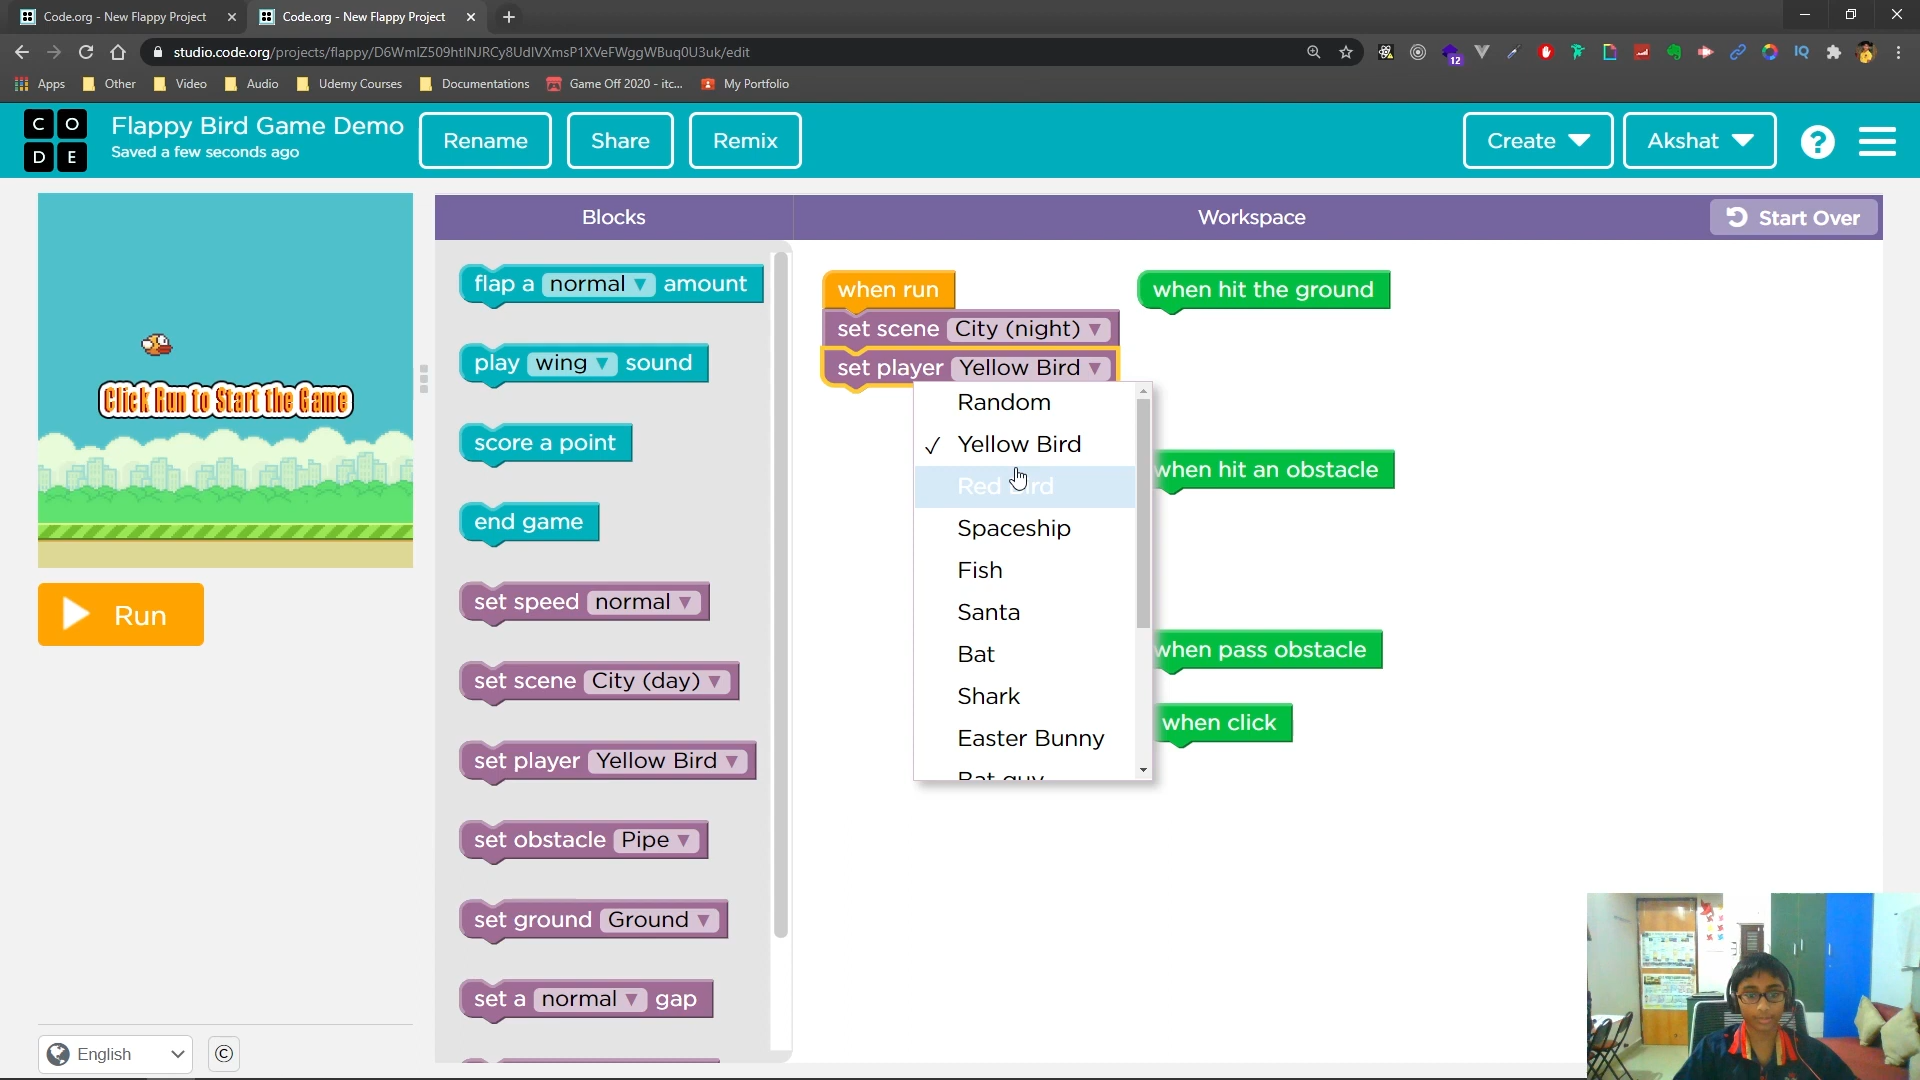 Code.org - New Flappy Project
Code.org - New Flappy Project
studio.code.org/projects/flappy/D6WmIZ509htINJRCy8UdIVXmsP1XVeFWggWBuq0U3uk/edit
12
Apps
Other
Video
Audio
Udemy Courses
Documentations
Game Off 2020 - itc...
My Portfolio
C O
D E
Flappy Bird Game Demo
Saved a few seconds ago
Rename
Share
Remix
Create
Akshat
?
Click Run to Start the Game
Run
English
©
Blocks
flap a normal amount
play wing sound
score a point
end game
set speed normal
set scene City (day)
set player Yellow Bird
set obstacle Pipe
set ground Ground
set a normal gap
Workspace
Start Over
when run
set scene City (night)
set player Yellow Bird
Random
✓ Yellow Bird
Red Bird
Spaceship
Fish
Santa
Bat
Shark
Easter Bunny
Bat guy
when hit the ground
when hit an obstacle
when pass obstacle
when click